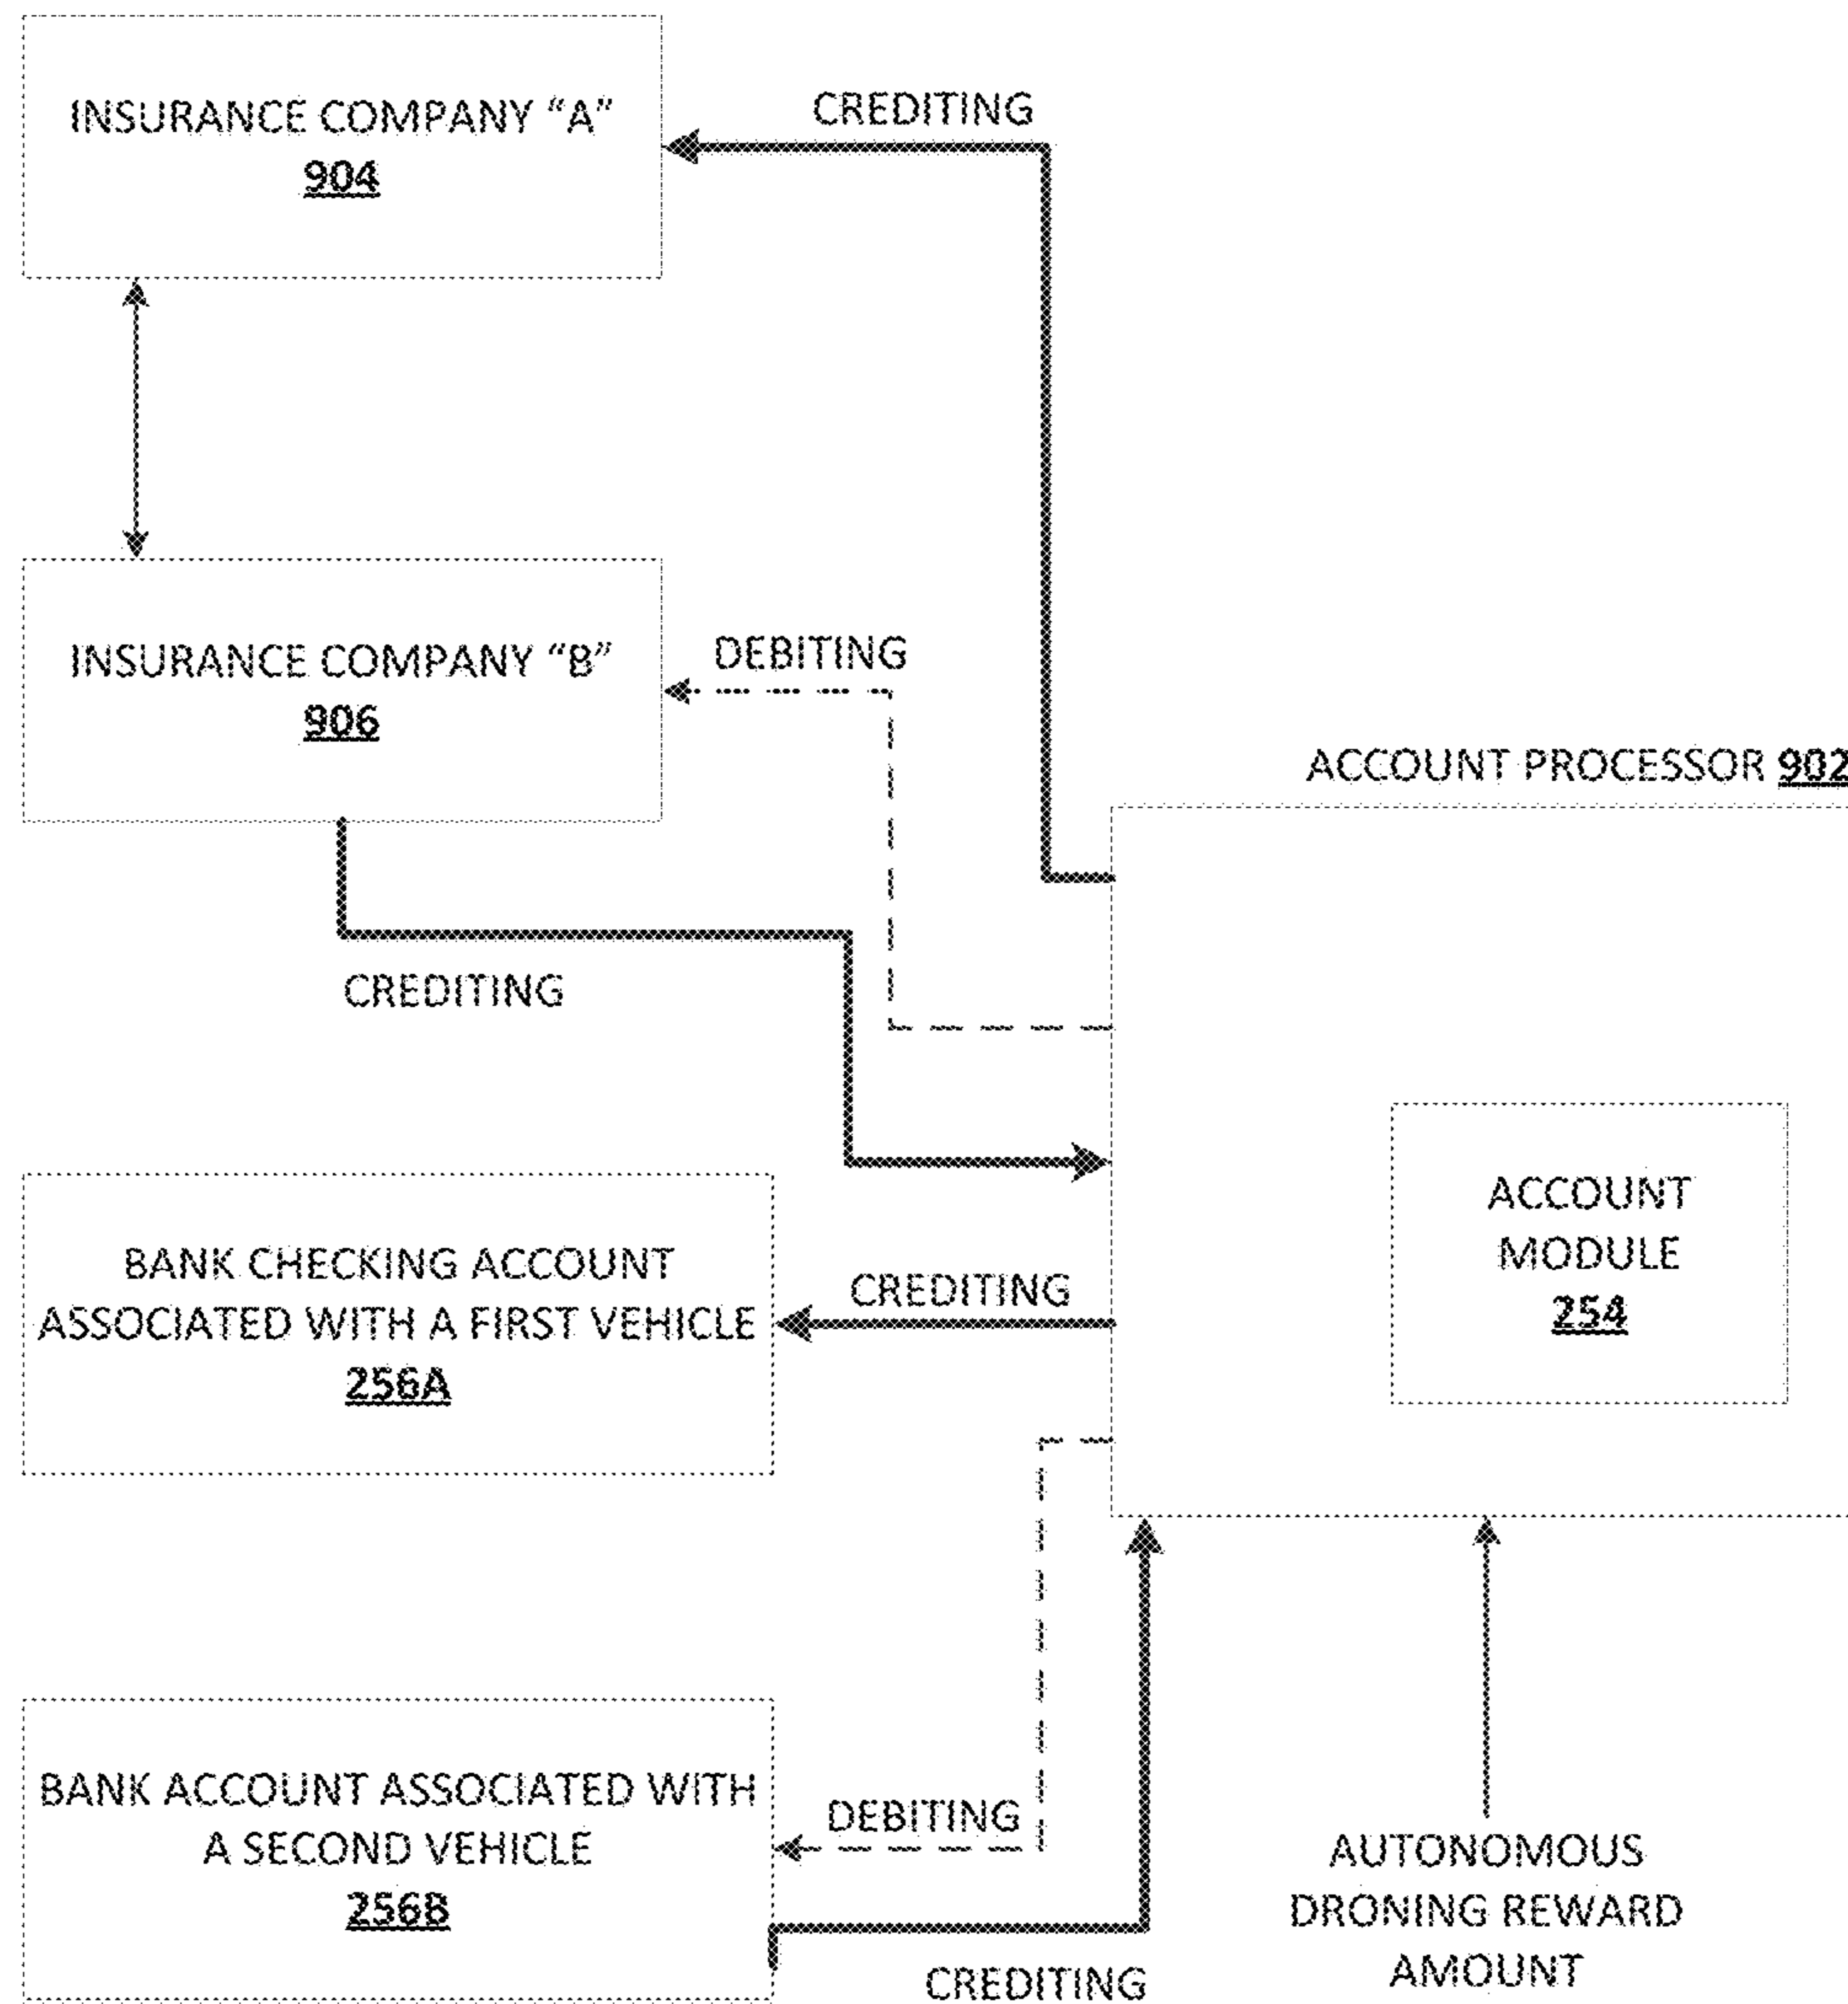 INSURANCE COMPANY “A”
904
CREDITING
INSURANCE COMPANY “B”
906
DEBITING
ACCOUNT PROCESSOR 902
CREDITING
ACCOUNT
MODULE
254
BANK CHECKING ACCOUNT
ASSOCIATED WITH A FIRST VEHICLE
256A
CREDITING
BANK ACCOUNT ASSOCIATED WITH
A SECOND VEHICLE
256B
DEBITING
CREDITING
AUTONOMOUS
DRONING REWARD
AMOUNT